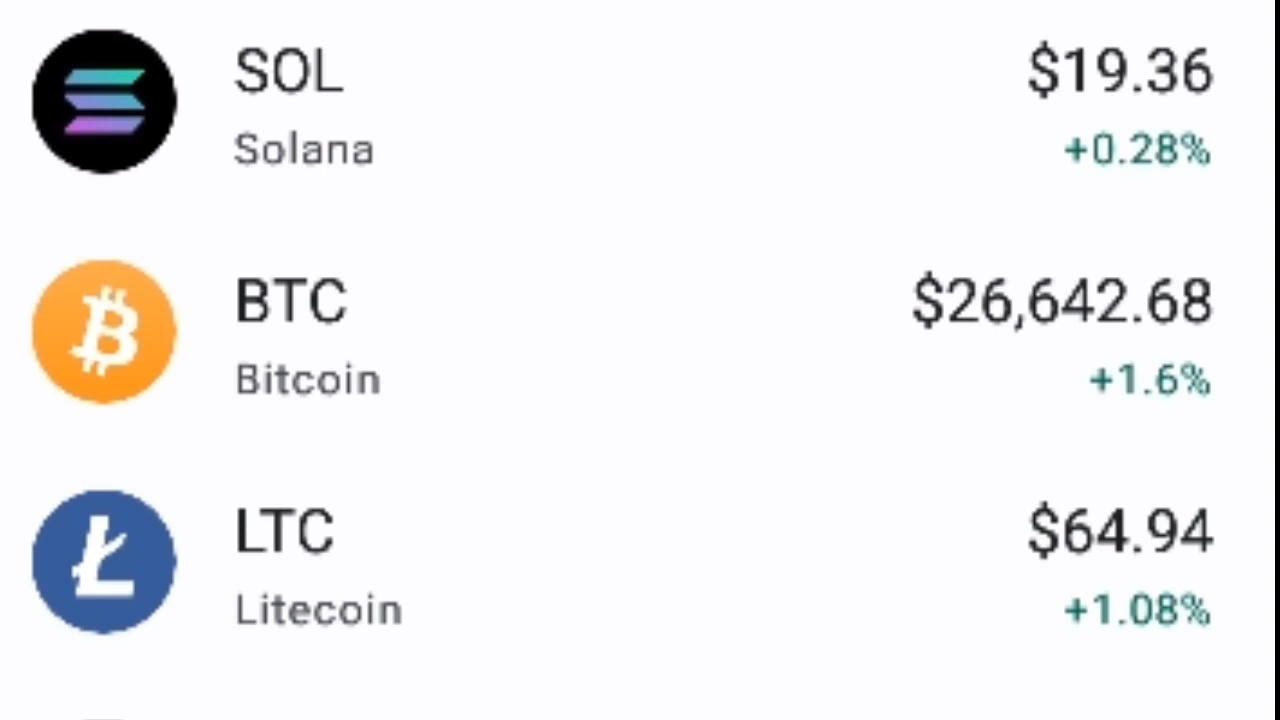 SOL $19.36
Solana +0.28%
BTC $26,642.68
Bitcoin +1.6%
LTC $64.94
Litecoin +1.08%